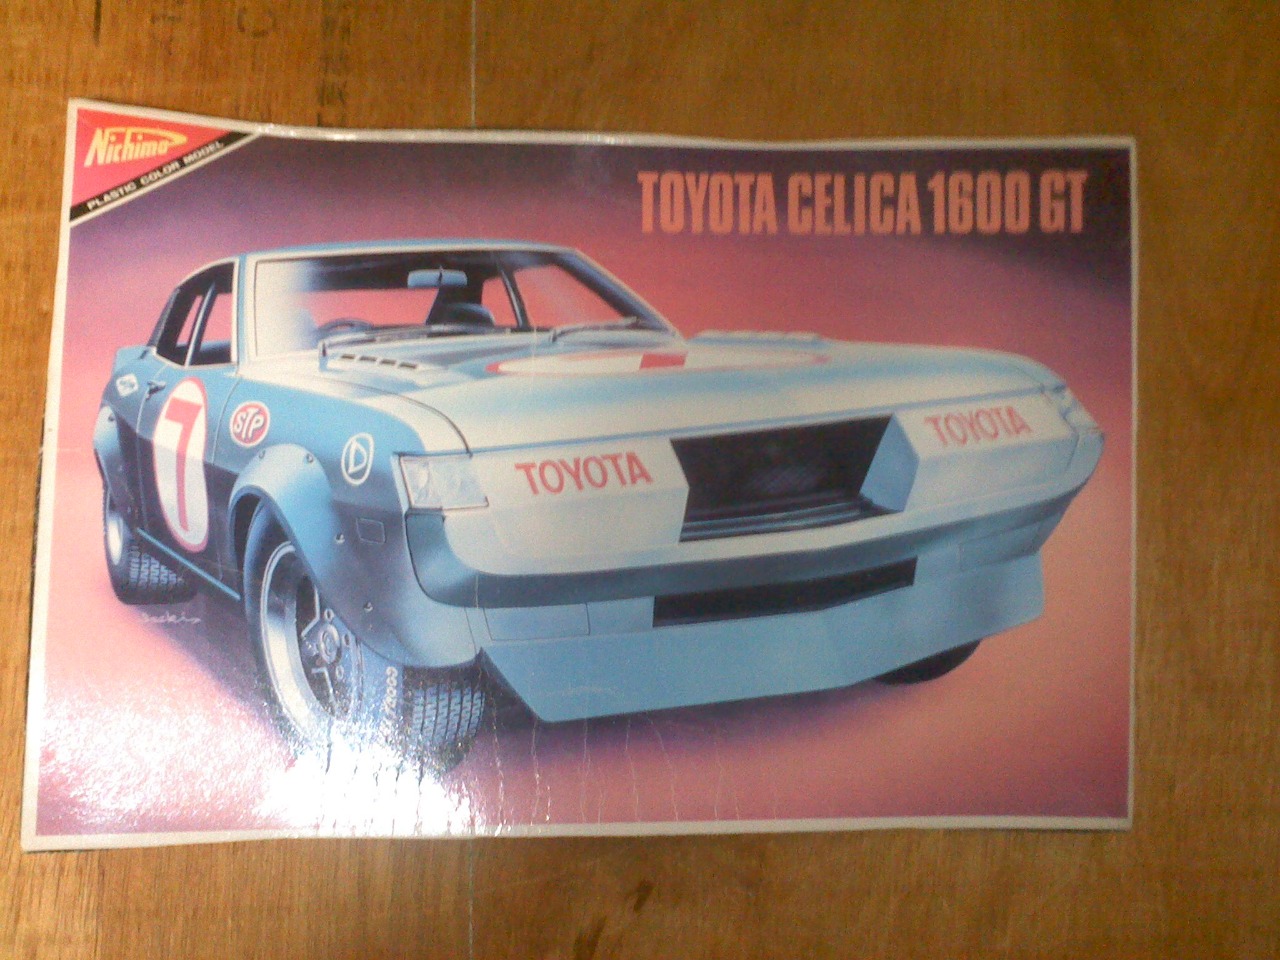 Nichimo
PLASTIC COLOR MODEL
TOYOTA CELICA 1600 GT
7
STP
D
TOYOTA
TOYOTA